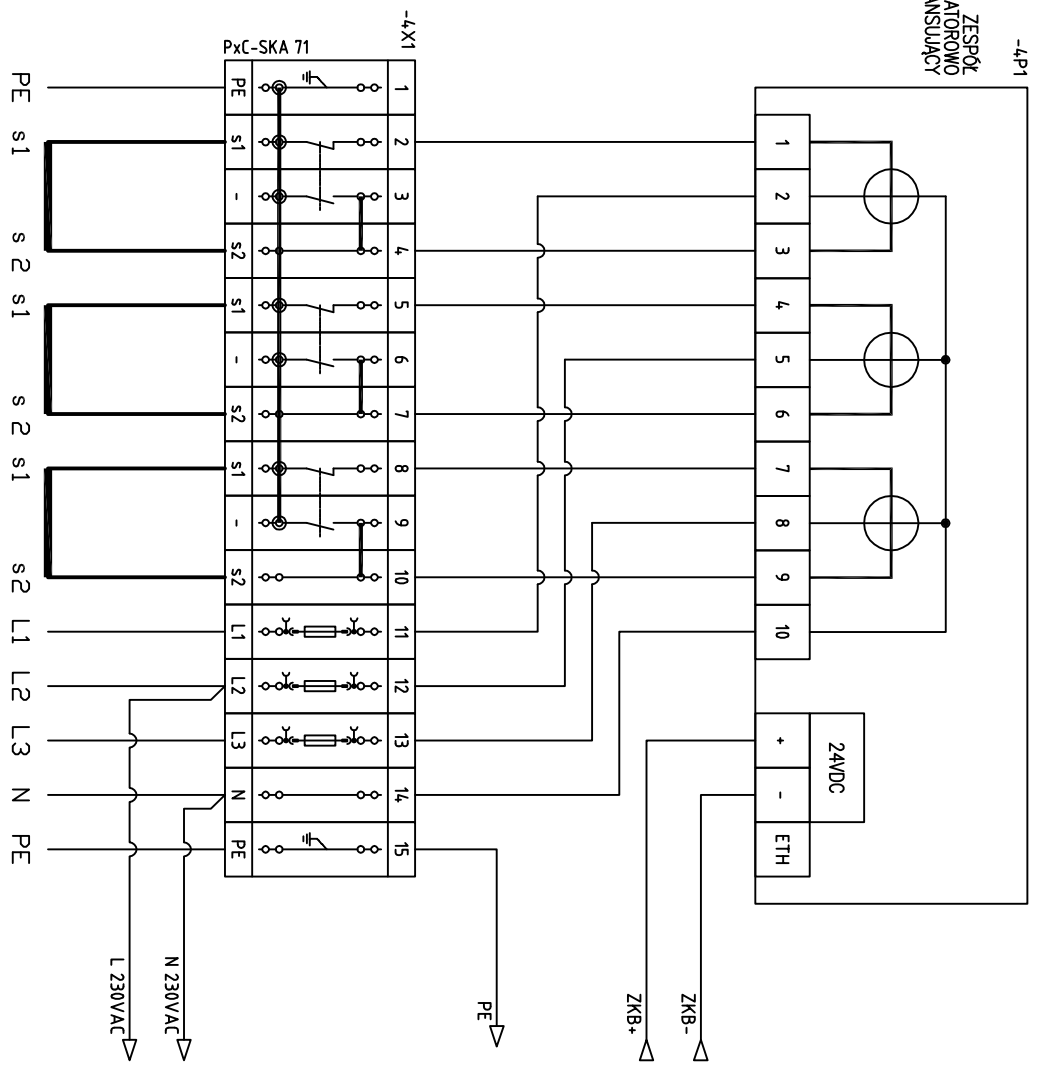 -4P1
ZESPÓŁ
ATOROWO
ANSUJĄCY
1
2
3
4
5
6
7
8
9
10
24VDC
+
-
ETH
-4X1
PxC-SKA 71
1
2
3
4
5
6
7
8
9
10
11
12
13
14
15
PE
s1
-
s2
s1
-
s2
s1
-
s2
L1
L2
L3
N
PE
PE
s1
s2
s1
s2
s1
s2
L1
L2
L3
N
PE
ZKB-
ZKB+
PE
N 230VAC
L 230VAC